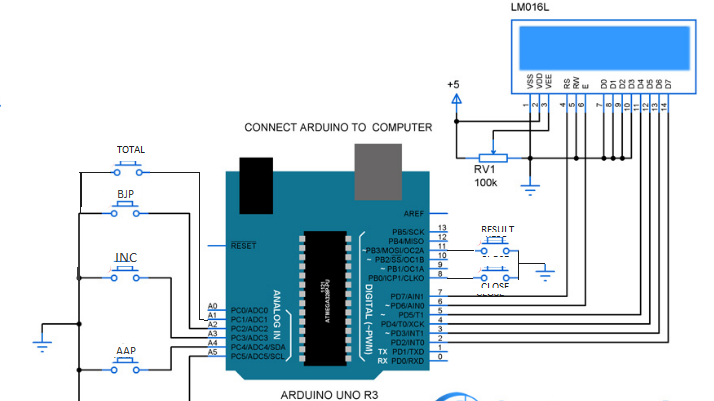 LM016L
VSS
VDD
VEE
RS
RW
E
D0
D1
D2
D3
D4
D5
D6
D7
1
2
3
4
5
6
7
8
9
10
11
12
13
14
+5
RV1
100k
CONNECT ARDUINO TO COMPUTER
TOTAL
BJP
INC
AAP
RESET
AREF
PB5/SCK 13
PB4/MISO 12
~PB3/MOSI/OC2A 11
~ PB2/SS/OC1B 10
~ PB1/OC1A 9
PB0/ICP1/CLKO 8
PD7/AIN1 7
~ PD6/AIN0 6
~ PD5/T1 5
PD4/T0/XCK 4
~ PD3/INT1 3
PD2/INT0 2
TX PD1/TXD 1
RX PD0/RXD 0
RESULT
CLOSE
A0 PC0/ADC0
A1 PC1/ADC1
A2 PC2/ADC2
A3 PC3/ADC3
A4 PC4/ADC4/SDA
A5 PC5/ADC5/SCL
ANALOG IN
DIGITAL (~PWM)
ATMEGA328P-PU
1121
ARDUINO UNO R3